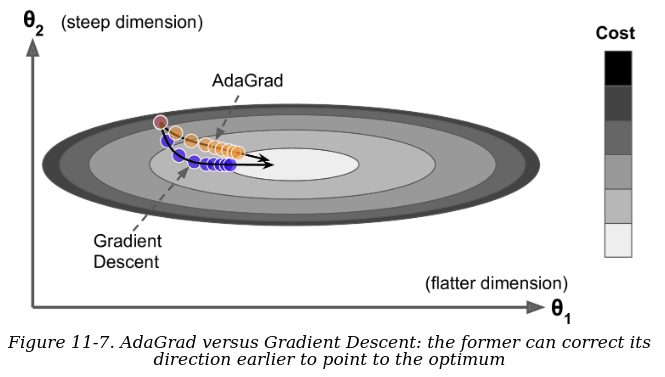 θ2 (steep dimension)
Cost
AdaGrad
Gradient
Descent
(flatter dimension)
θ1
Figure 11-7. AdaGrad versus Gradient Descent: the former can correct its
direction earlier to point to the optimum